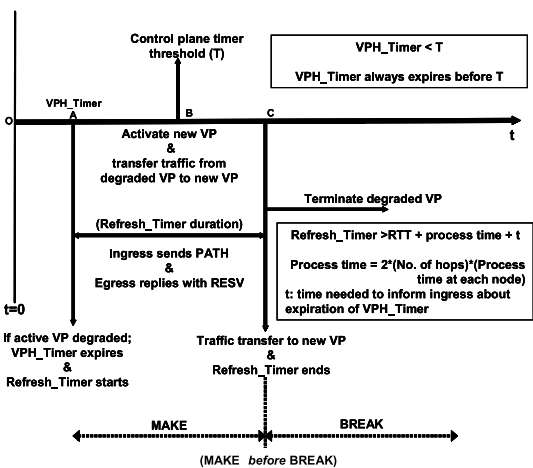 Control plane timer
threshold (T)
VPH_Timer < T
VPH_Timer always expires before T
VPH_Timer
O
A
B
C
t
Activate new VP
&
transfer traffic from
degraded VP to new VP
Terminate degraded VP
(Refresh_Timer duration)
Ingress sends PATH
&
Egress replies with RESV
Refresh_Timer >RTT + process time + t
Process time = 2*(No. of hops)*(Process
time at each node)
t: time needed to inform ingress about
expiration of VPH_Timer
t=0
If active VP degraded;
VPH_Timer expires
&
Refresh_Timer starts
Traffic transfer to new VP
&
Refresh_Timer ends
MAKE
BREAK
(MAKE before BREAK)